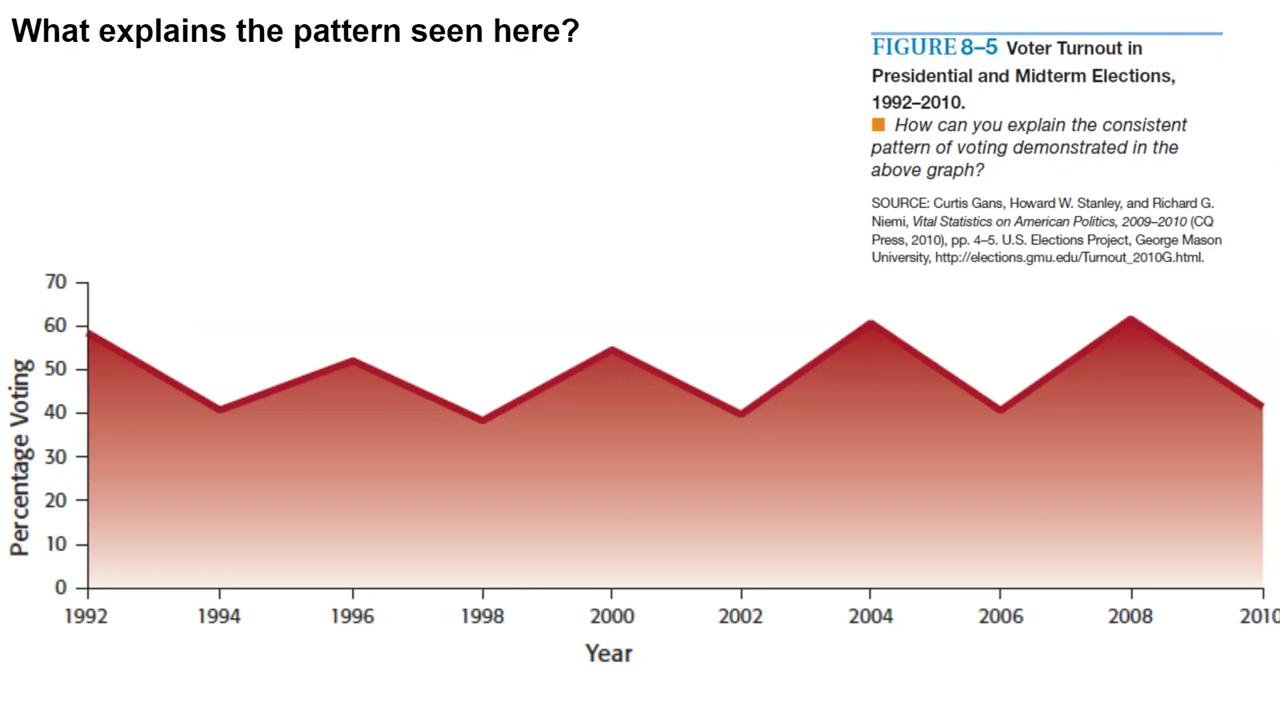 What explains the pattern seen here?
FIGURE 8–5 Voter Turnout in
Presidential and Midterm Elections,
1992–2010.
■ How can you explain the consistent
pattern of voting demonstrated in the
above graph?
SOURCE: Curtis Gans, Howard W. Stanley, and Richard G.
Niemi, Vital Statistics on American Politics, 2009–2010 (CQ
Press, 2010), pp. 4–5. U.S. Elections Project, George Mason
University, http://elections.gmu.edu/Turnout_2010G.html.
Percentage Voting
70
60
50
40
30
20
10
0
1992 1994 1996 1998 2000 2002 2004 2006 2008 2010
Year